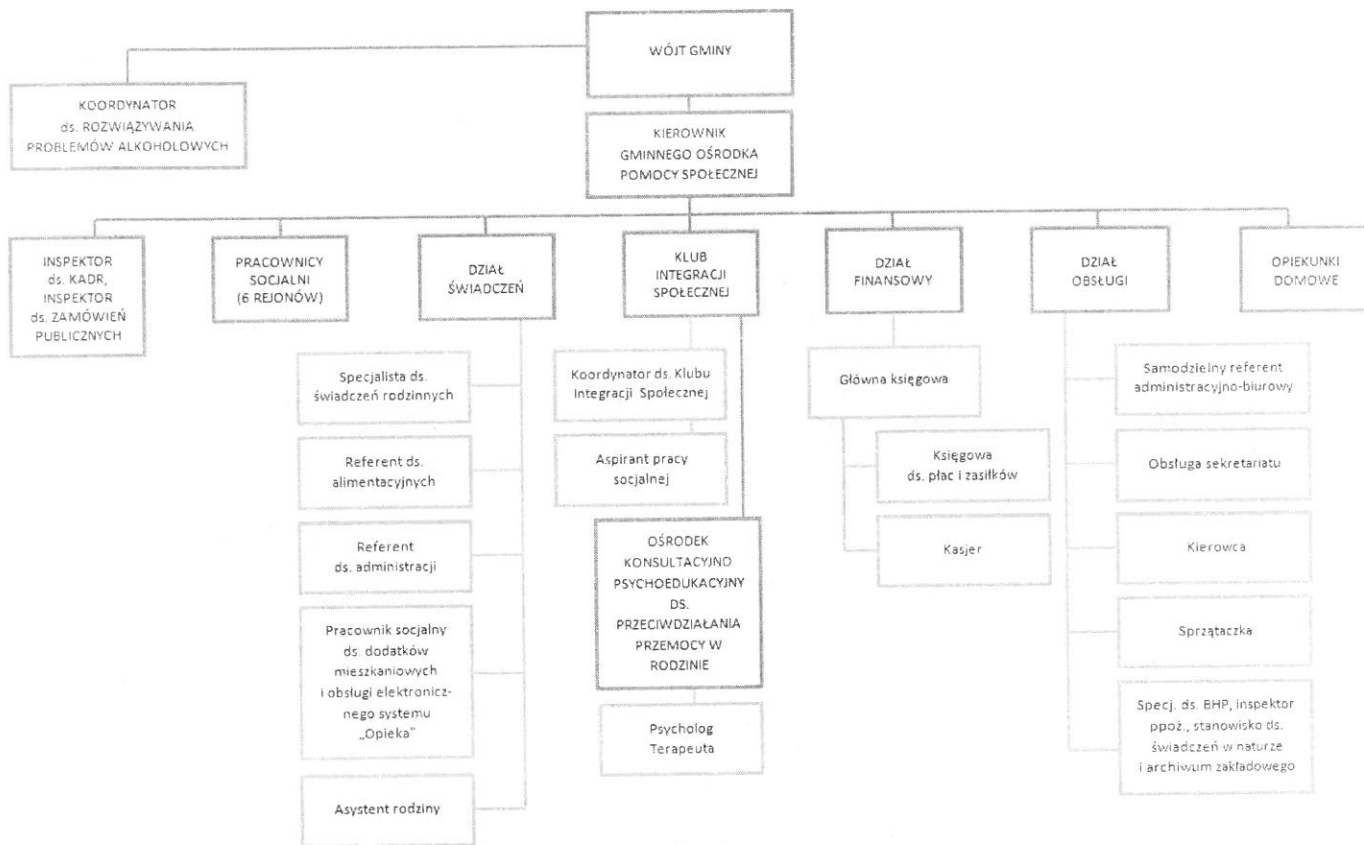 WÓJT GMINY
KOORDYNATOR
ds. ROZWIĄZYWANIA
PROBLEMÓW ALKOHOLOWYCH
KIEROWNIK
GMINNEGO OŚRODKA
POMOCY SPOŁECZNEJ
INSPEKTOR
ds. KADR,
INSPEKTOR
ds. ZAMÓWIEŃ
PUBLICZNYCH
PRACOWNICY
SOCJALNI
(6 REJONÓW)
DZIAŁ
ŚWIADCZEŃ
KLUB
INTEGRACJI
SPOŁECZNEJ
DZIAŁ
FINANSOWY
DZIAŁ
OBSŁUGI
OPIEKUNKI
DOMOWE
Specjalista ds.
świadczeń rodzinnych
Referent ds.
alimentacyjnych
Referent
ds. administracji
Pracownik socjalny
ds. dodatków
mieszkaniowych
i obsługi elektronicz-
nego systemu
„Opieka”
Asystent rodziny
Koordynator ds. Klubu
Integracji Społecznej
Aspirant pracy
socjalnej
OŚRODEK
KONSULTACYJNO
PSYCHOEDUKACYJNY
DS.
PRZECIWDZIAŁANIA
PRZEMOCY W
RODZINIE
Psycholog
Terapeuta
Główna księgowa
Księgowa
ds. płac i zasiłków
Kasjer
Samodzielny referent
administracyjno-biurowy
Obsługa sekretariatu
Kierowca
Sprzątaczka
Specj. ds. BHP, inspektor
ppoż., stanowisko ds.
świadczeń w naturze
i archiwum zakładowego